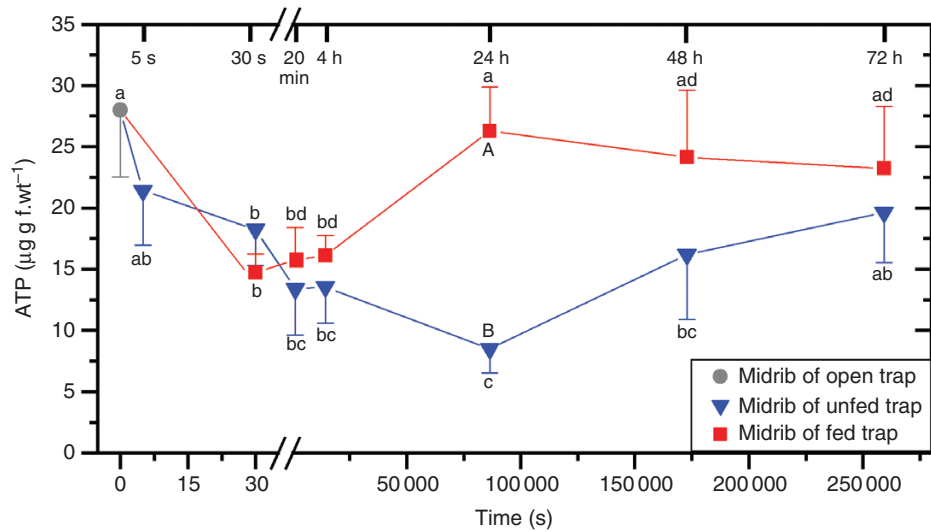 35
30
25
20
15
10
5
0
ATP (µg g f.wt⁻¹)
5 s 30 s 20 min 4 h 24 h 48 h 72 h
a
a
ad
ad
A
b
bd
bd
ab
b
bc
bc
B
c
bc
ab
Midrib of open trap
Midrib of unfed trap
Midrib of fed trap
0 15 30 50 000 100 000 150 000 200 000 250 000
Time (s)